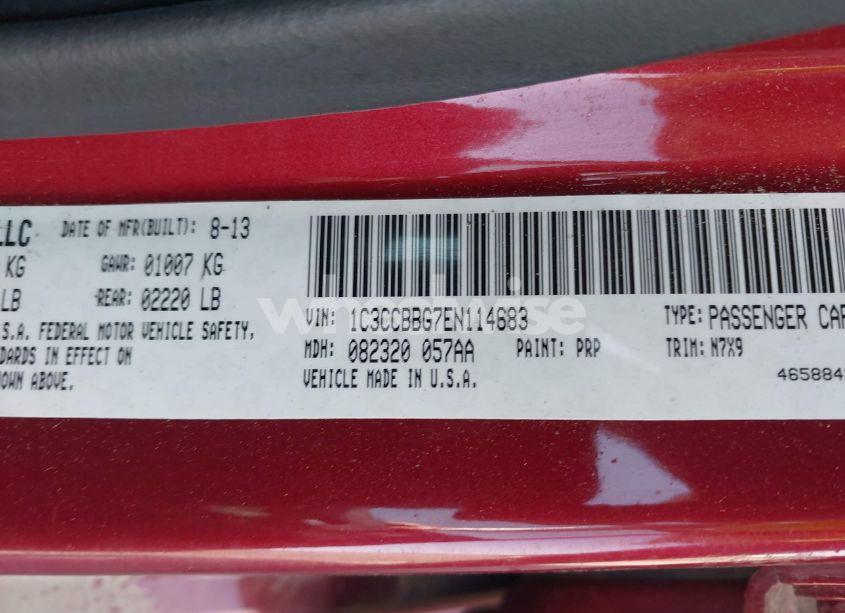 LLC DATE OF MFR(BUILT): 8-13
KG GAWR: 01007 KG
LB REAR: 02220 LB
S.A. FEDERAL MOTOR VEHICLE SAFETY,
DARDS IN EFFECT ON
OWN ABOVE.
VIN: 1C3CCBBG7EN114683 TYPE: PASSENGER CAR
MDH: 082320 057AA PAINT: PRP TRIM: N7X9
VEHICLE MADE IN U.S.A. 465884
wheelwise